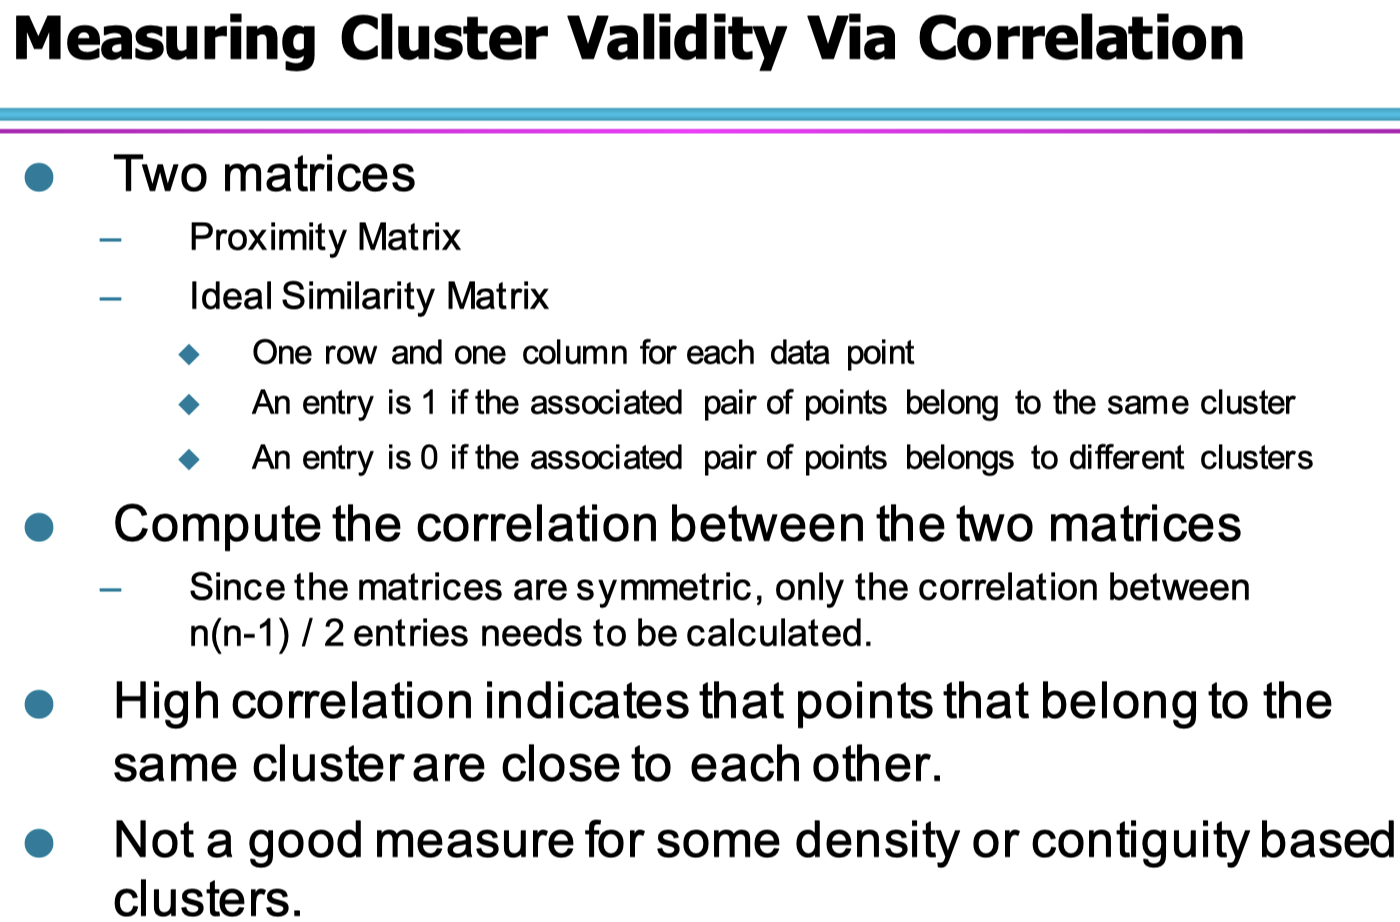 Measuring Cluster Validity Via Correlation
● Two matrices
– Proximity Matrix
– Ideal Similarity Matrix
◆ One row and one column for each data point
◆ An entry is 1 if the associated pair of points belong to the same cluster
◆ An entry is 0 if the associated pair of points belongs to different clusters
● Compute the correlation between the two matrices
– Since the matrices are symmetric, only the correlation between
n(n-1) / 2 entries needs to be calculated.
● High correlation indicates that points that belong to the
same cluster are close to each other.
● Not a good measure for some density or contiguity based
clusters.